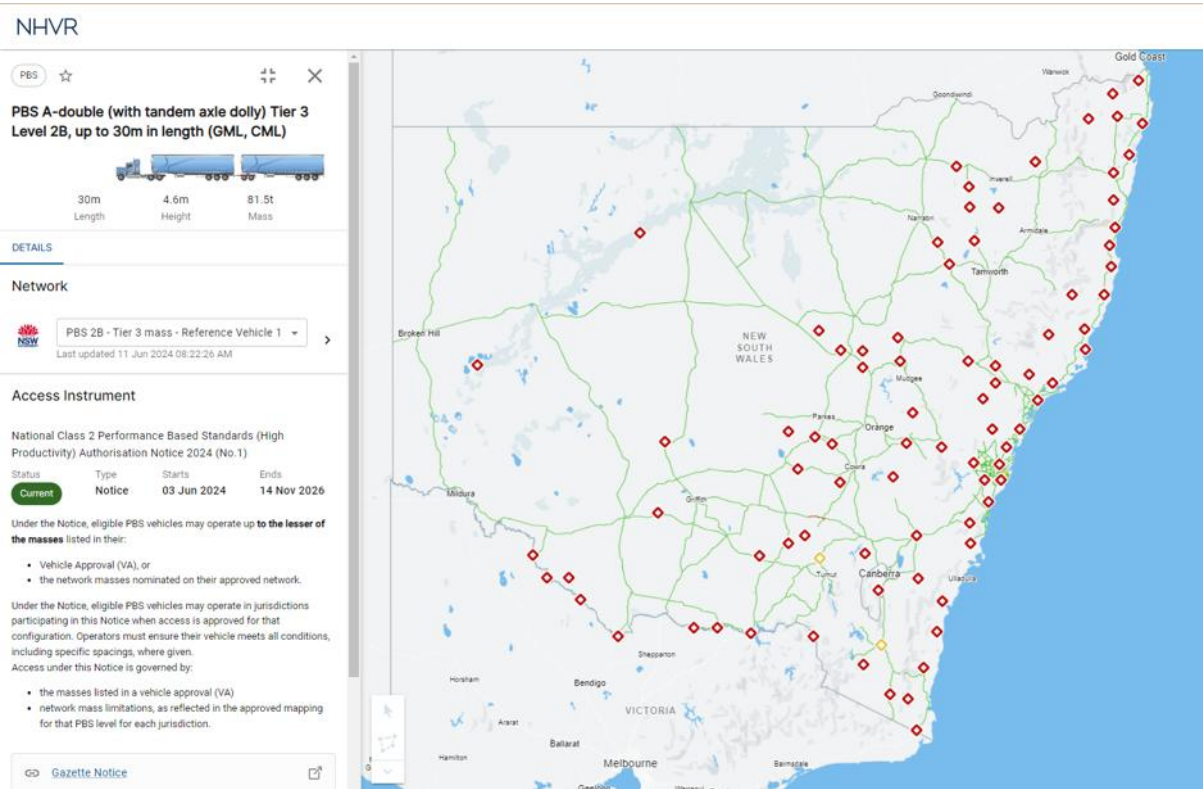 NHVR
PBS
PBS A-double (with tandem axle dolly) Tier 3
Level 2B, up to 30m in length (GML, CML)
30m 4.6m 81.5t
Length Height Mass
DETAILS
Network
NSW
PBS 2B - Tier 3 mass - Reference Vehicle 1
Last updated 11 Jun 2024 08:22:26 AM
Access Instrument
National Class 2 Performance Based Standards (High
Productivity) Authorisation Notice 2024 (No.1)
Status Type Starts Ends
Current Notice 03 Jun 2024 14 Nov 2026
Under the Notice, eligible PBS vehicles may operate up to the lesser of
the masses listed in their:
• Vehicle Approval (VA), or
• the network masses nominated on their approved network.
Under the Notice, eligible PBS vehicles may operate in jurisdictions
participating in this Notice when access is approved for that
configuration. Operators must ensure their vehicle meets all conditions,
including specific spacings, where given.
Access under this Notice is governed by:
• the masses listed in a vehicle approval (VA)
• network mass limitations, as reflected in the approved mapping
for that PBS level for each jurisdiction.
Gazette Notice
Gold Coast
Warwick
Goondiwindi
Inverell
Narrabri
Armidale
Tamworth
Broken Hill
NEW
SOUTH
WALES
Mudgee
Parkes
Orange
Cowra
Mildura
Griffith
Tumut
Canberra
Ulladulla
Shepparton
Horsham
Bendigo
VICTORIA
Ararat
Ballarat
Hamilton
Melbourne
Bairnsdale
Geelong